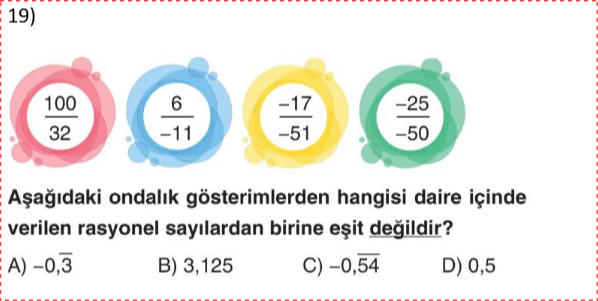 19)
100/32 6/−11 −17/−51 −25/−50
Aşağıdaki ondalık gösterimlerden hangisi daire içinde
verilen rasyonel sayılardan birine eşit değildir?
A) −0,3̅ B) 3,125 C) −0,5̅4̅ D) 0,5